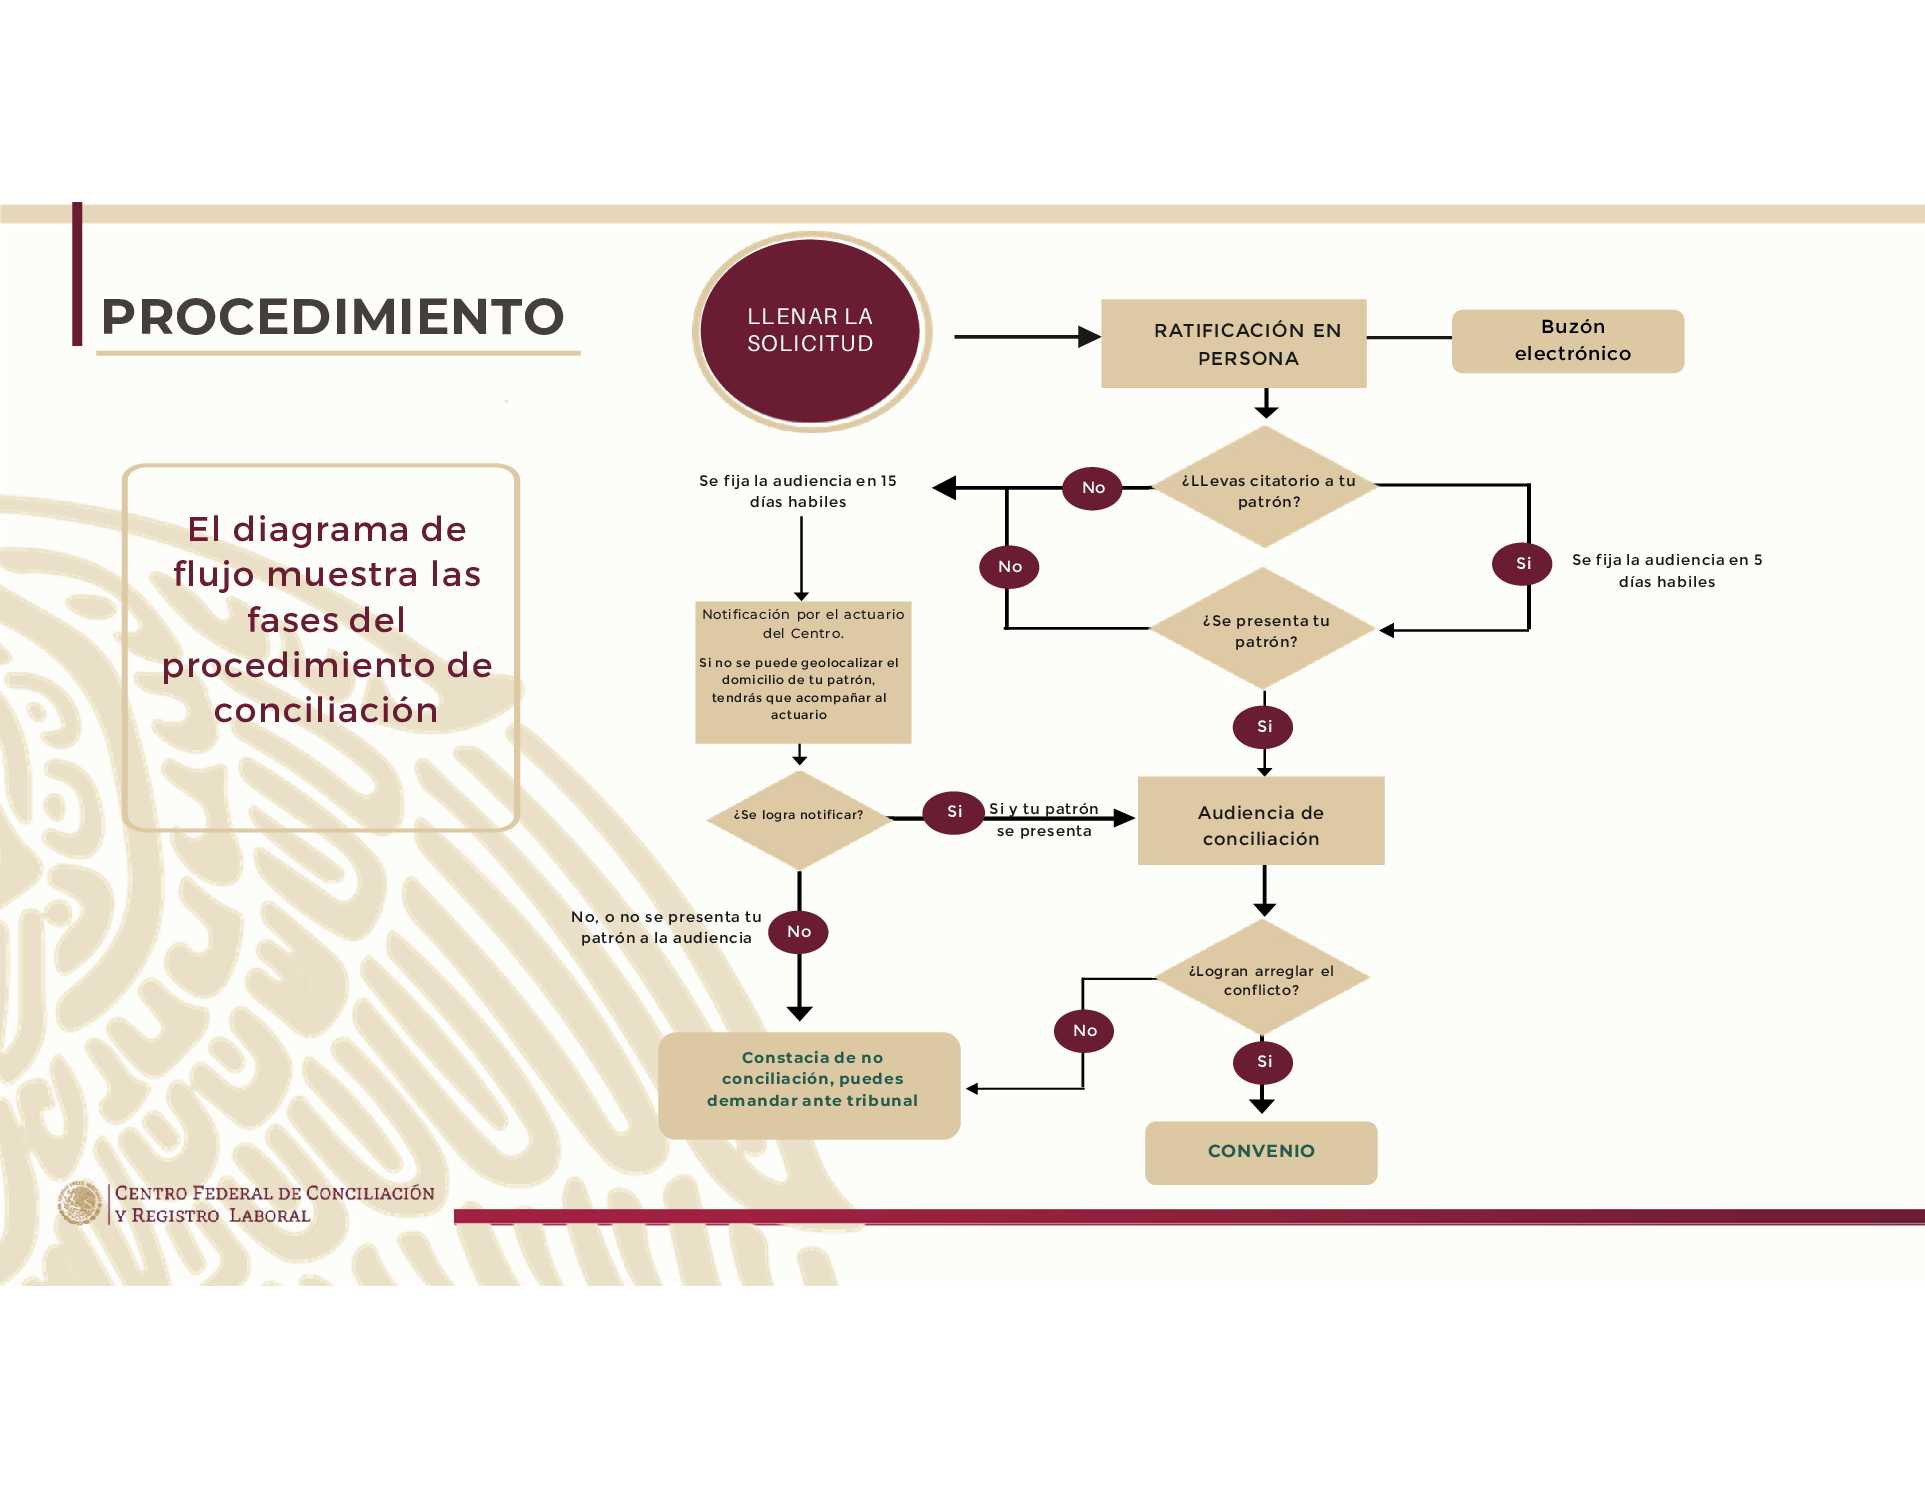 PROCEDIMIENTO
El diagrama de
flujo muestra las
fases del
procedimiento de
conciliación
LLENAR LA
SOLICITUD
RATIFICACIÓN EN
PERSONA
Buzón
electrónico
¿LLevas citatorio a tu
patrón?
No
Se fija la audiencia en 15
días habiles
Si
Se fija la audiencia en 5
días habiles
No
¿Se presenta tu
patrón?
Notificación por el actuario
del Centro.
Si no se puede geolocalizar el
domicilio de tu patrón,
tendrás que acompañar al
actuario
Si
¿Se logra notificar?
Si
Si y tu patrón
se presenta
Audiencia de
conciliación
No, o no se presenta tu
patrón a la audiencia
No
¿Logran arreglar el
conflicto?
No
Si
Constacia de no
conciliación, puedes
demandar ante tribunal
CONVENIO
CENTRO FEDERAL DE CONCILIACIÓN
Y REGISTRO LABORAL